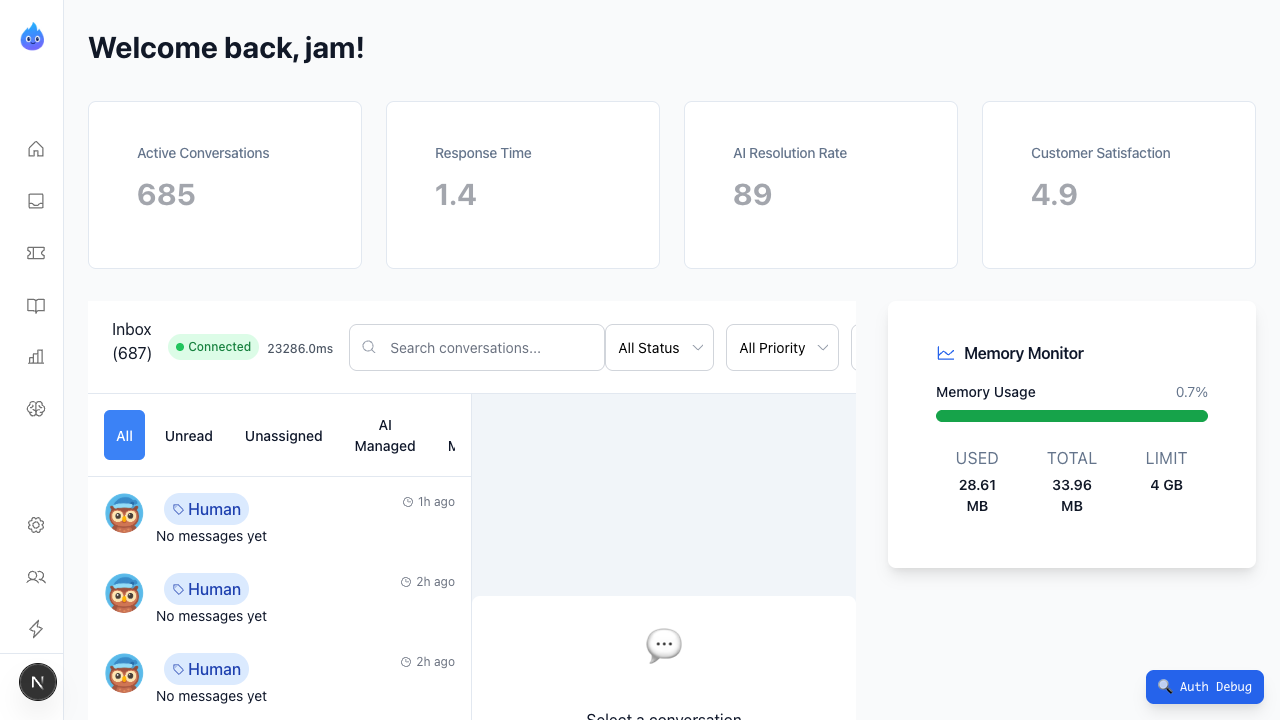 Welcome back, jam!
Active Conversations
685
Response Time
1.4
AI Resolution Rate
89
Customer Satisfaction
4.9
Inbox
(687)
Connected
23286.0ms
Search conversations...
All Status
All Priority
All
Unread
Unassigned
AI
Managed
Human
1h ago
No messages yet
Human
2h ago
No messages yet
Human
2h ago
No messages yet
Select a conversation
Memory Monitor
Memory Usage
0.7%
USED
TOTAL
LIMIT
28.61
MB
33.96
MB
4 GB
N
Auth Debug